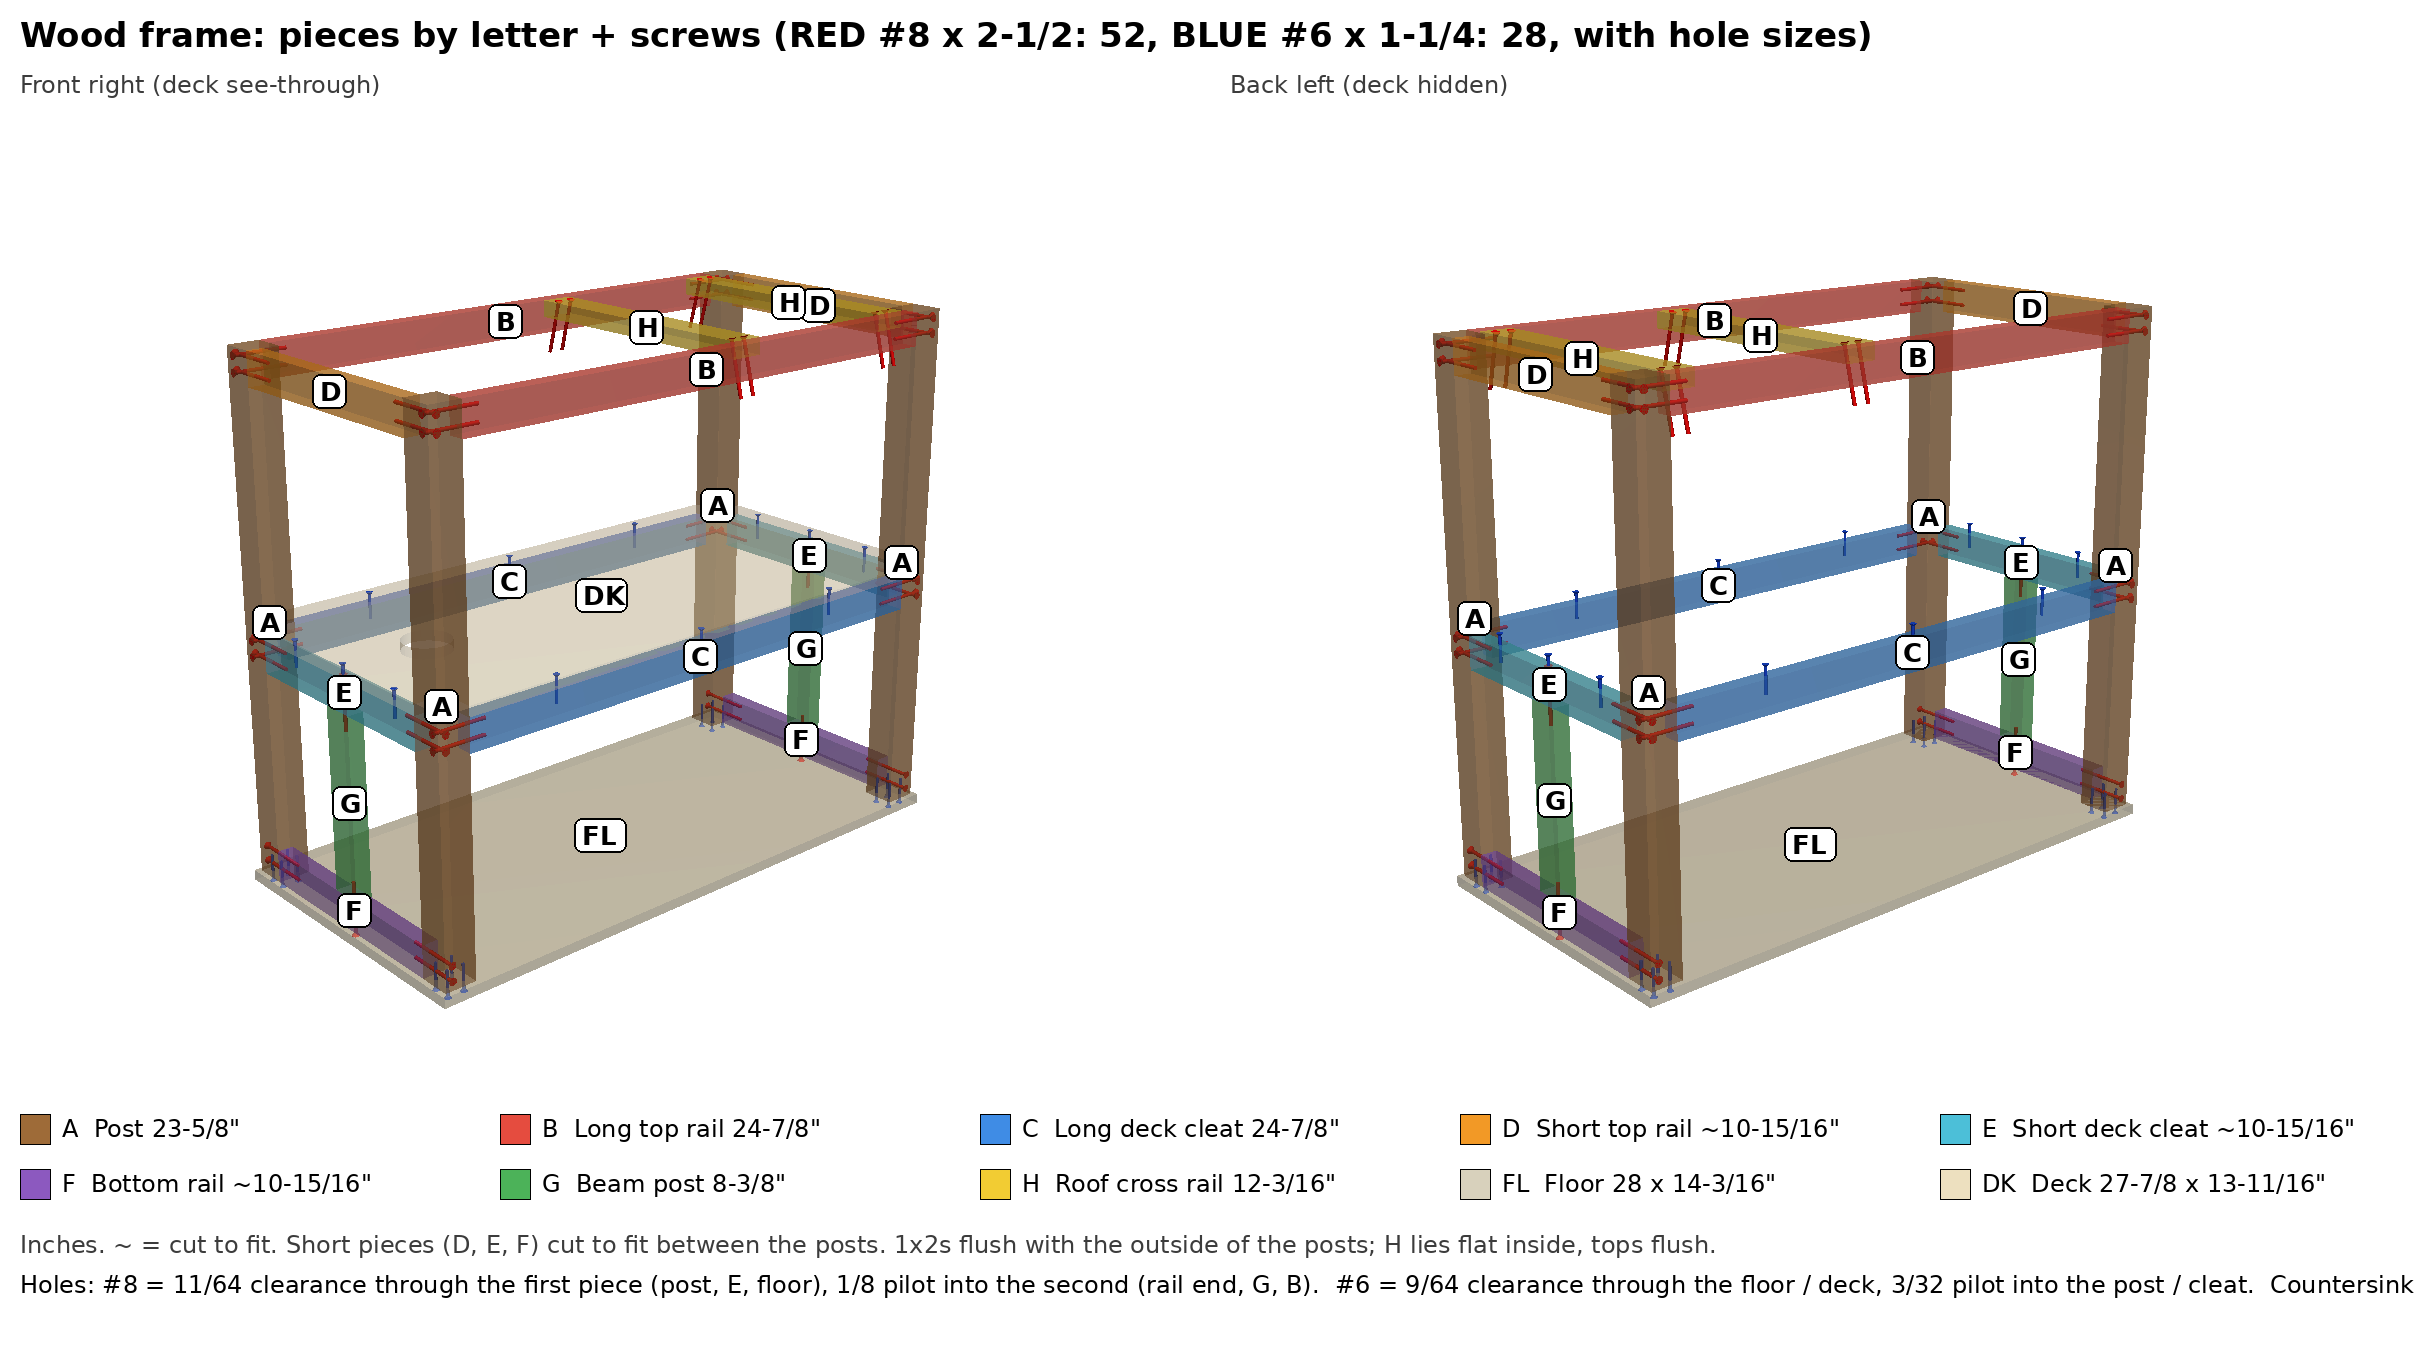 Wood frame: pieces by letter + screws (RED #8 x 2-1/2: 52, BLUE #6 x 1-1/4: 28, with hole sizes)
Front right (deck see-through)
Back left (deck hidden)
B
H
H
D
D
B
A
E
A
C
DK
A
E
A
C
G
G
F
FL
F
B
H
D
H
D
B
A
E
A
C
A
E
A
C
G
G
F
FL
F
A Post 23-5/8"
B Long top rail 24-7/8"
C Long deck cleat 24-7/8"
D Short top rail ~10-15/16"
E Short deck cleat ~10-15/16"
F Bottom rail ~10-15/16"
G Beam post 8-3/8"
H Roof cross rail 12-3/16"
FL Floor 28 x 14-3/16"
DK Deck 27-7/8 x 13-11/16"
Inches. ~ = cut to fit. Short pieces (D, E, F) cut to fit between the posts. 1x2s flush with the outside of the posts; H lies flat inside, tops flush.
Holes: #8 = 11/64 clearance through the first piece (post, E, floor), 1/8 pilot into the second (rail end, G, B). #6 = 9/64 clearance through the floor / deck, 3/32 pilot into the post / cleat. Countersink